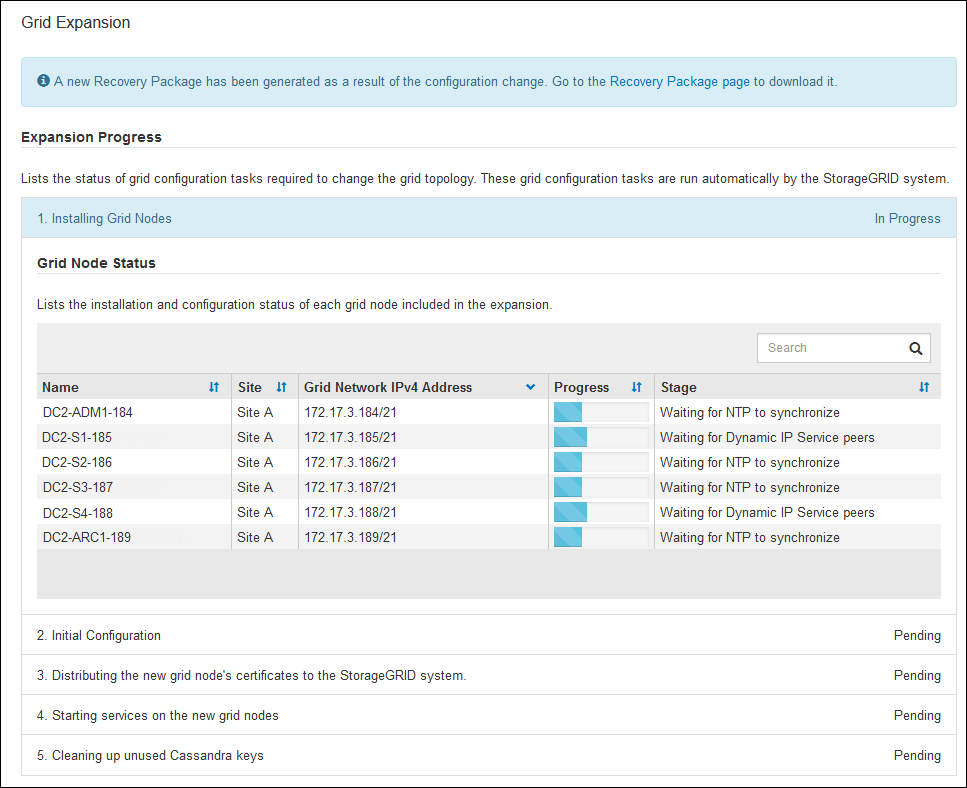 Grid Expansion
A new Recovery Package has been generated as a result of the configuration change. Go to the Recovery Package page to download it.
Expansion Progress
Lists the status of grid configuration tasks required to change the grid topology. These grid configuration tasks are run automatically by the StorageGRID system.
1. Installing Grid Nodes In Progress
Grid Node Status
Lists the installation and configuration status of each grid node included in the expansion.
Search
Name Site Grid Network IPv4 Address Progress Stage
DC2-ADM1-184 Site A 172.17.3.184/21 Waiting for NTP to synchronize
DC2-S1-185 Site A 172.17.3.185/21 Waiting for Dynamic IP Service peers
DC2-S2-186 Site A 172.17.3.186/21 Waiting for NTP to synchronize
DC2-S3-187 Site A 172.17.3.187/21 Waiting for NTP to synchronize
DC2-S4-188 Site A 172.17.3.188/21 Waiting for Dynamic IP Service peers
DC2-ARC1-189 Site A 172.17.3.189/21 Waiting for NTP to synchronize
2. Initial Configuration Pending
3. Distributing the new grid node's certificates to the StorageGRID system. Pending
4. Starting services on the new grid nodes Pending
5. Cleaning up unused Cassandra keys Pending